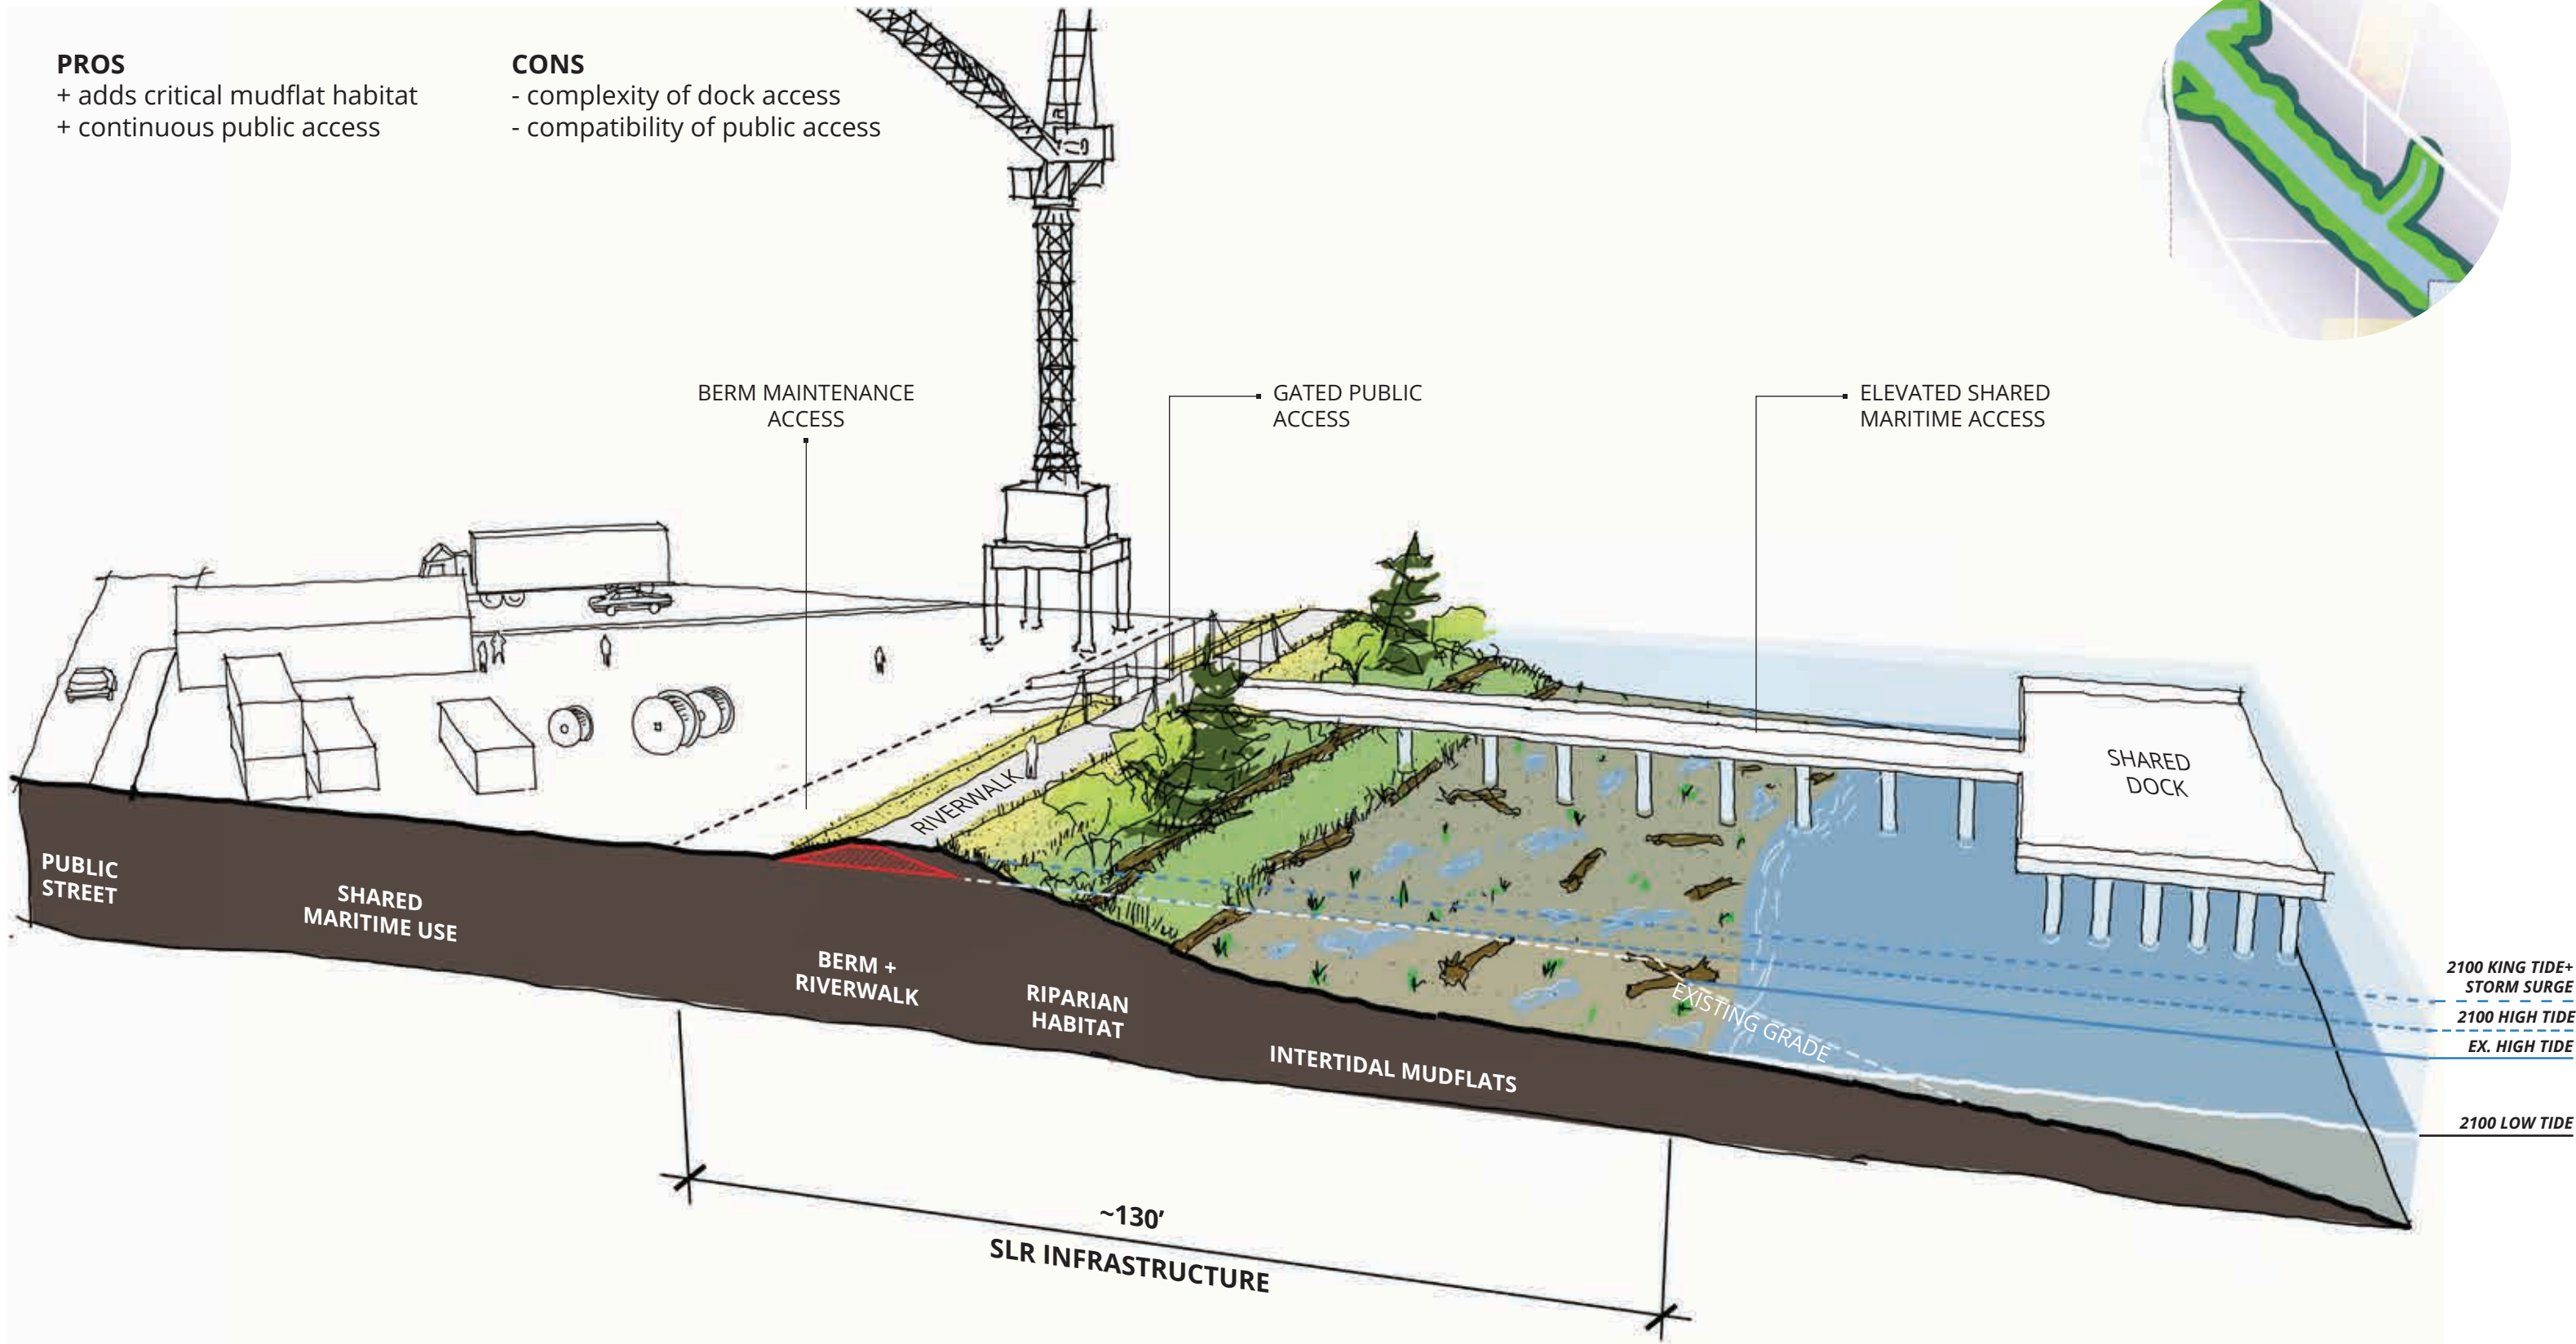 PROS
+ adds critical mudflat habitat
+ continuous public access
CONS
- complexity of dock access
- compatibility of public access
BERM MAINTENANCE
ACCESS
GATED PUBLIC
ACCESS
ELEVATED SHARED
MARITIME ACCESS
RIVERWALK
SHARED
DOCK
PUBLIC
STREET
SHARED
MARITIME USE
BERM +
RIVERWALK
RIPARIAN
HABITAT
INTERTIDAL MUDFLATS
EXISTING GRADE
2100 KING TIDE+
STORM SURGE
2100 HIGH TIDE
EX. HIGH TIDE
2100 LOW TIDE
~130’
SLR INFRASTRUCTURE